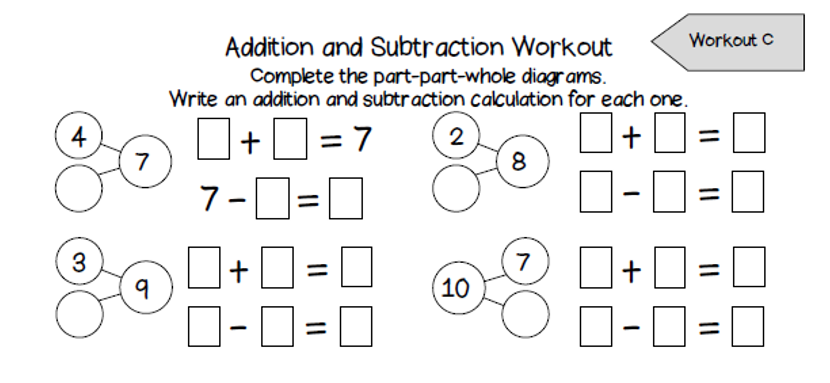 Workout C
Addition and Subtraction Workout
Complete the part-part-whole diagrams.
Write an addition and subtraction calculation for each one.
4
7
□ + □ = 7
7 - □ = □
2
8
□ + □ = □
□ - □ = □
3
9
□ + □ = □
□ - □ = □
10
7
□ + □ = □
□ - □ = □